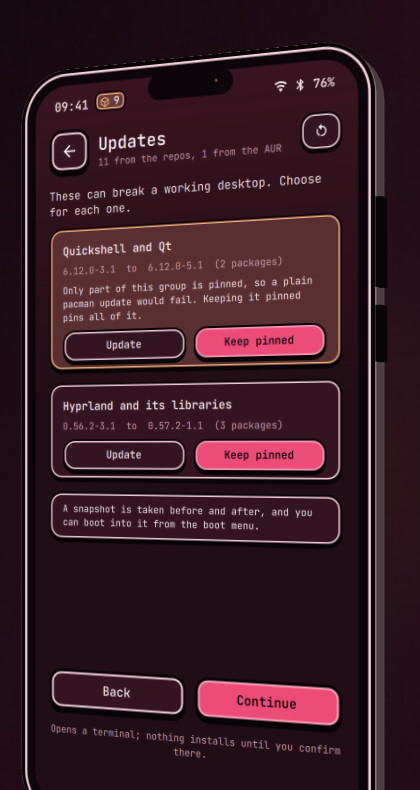 09:41 9 76%
Updates
11 from the repos, 1 from the AUR
These can break a working desktop. Choose
for each one.
Quickshell and Qt
6.12.0-3.1 to 6.12.0-5.1 (2 packages)
Only part of this group is pinned, so a plain
pacman update would fail. Keeping it pinned
pins all of it.
Update Keep pinned
Hyprland and its libraries
0.56.2-3.1 to 0.57.2-1.1 (3 packages)
Update Keep pinned
A snapshot is taken before and after, and you
can boot into it from the boot menu.
Back Continue
Opens a terminal; nothing installs until you confirm
there.